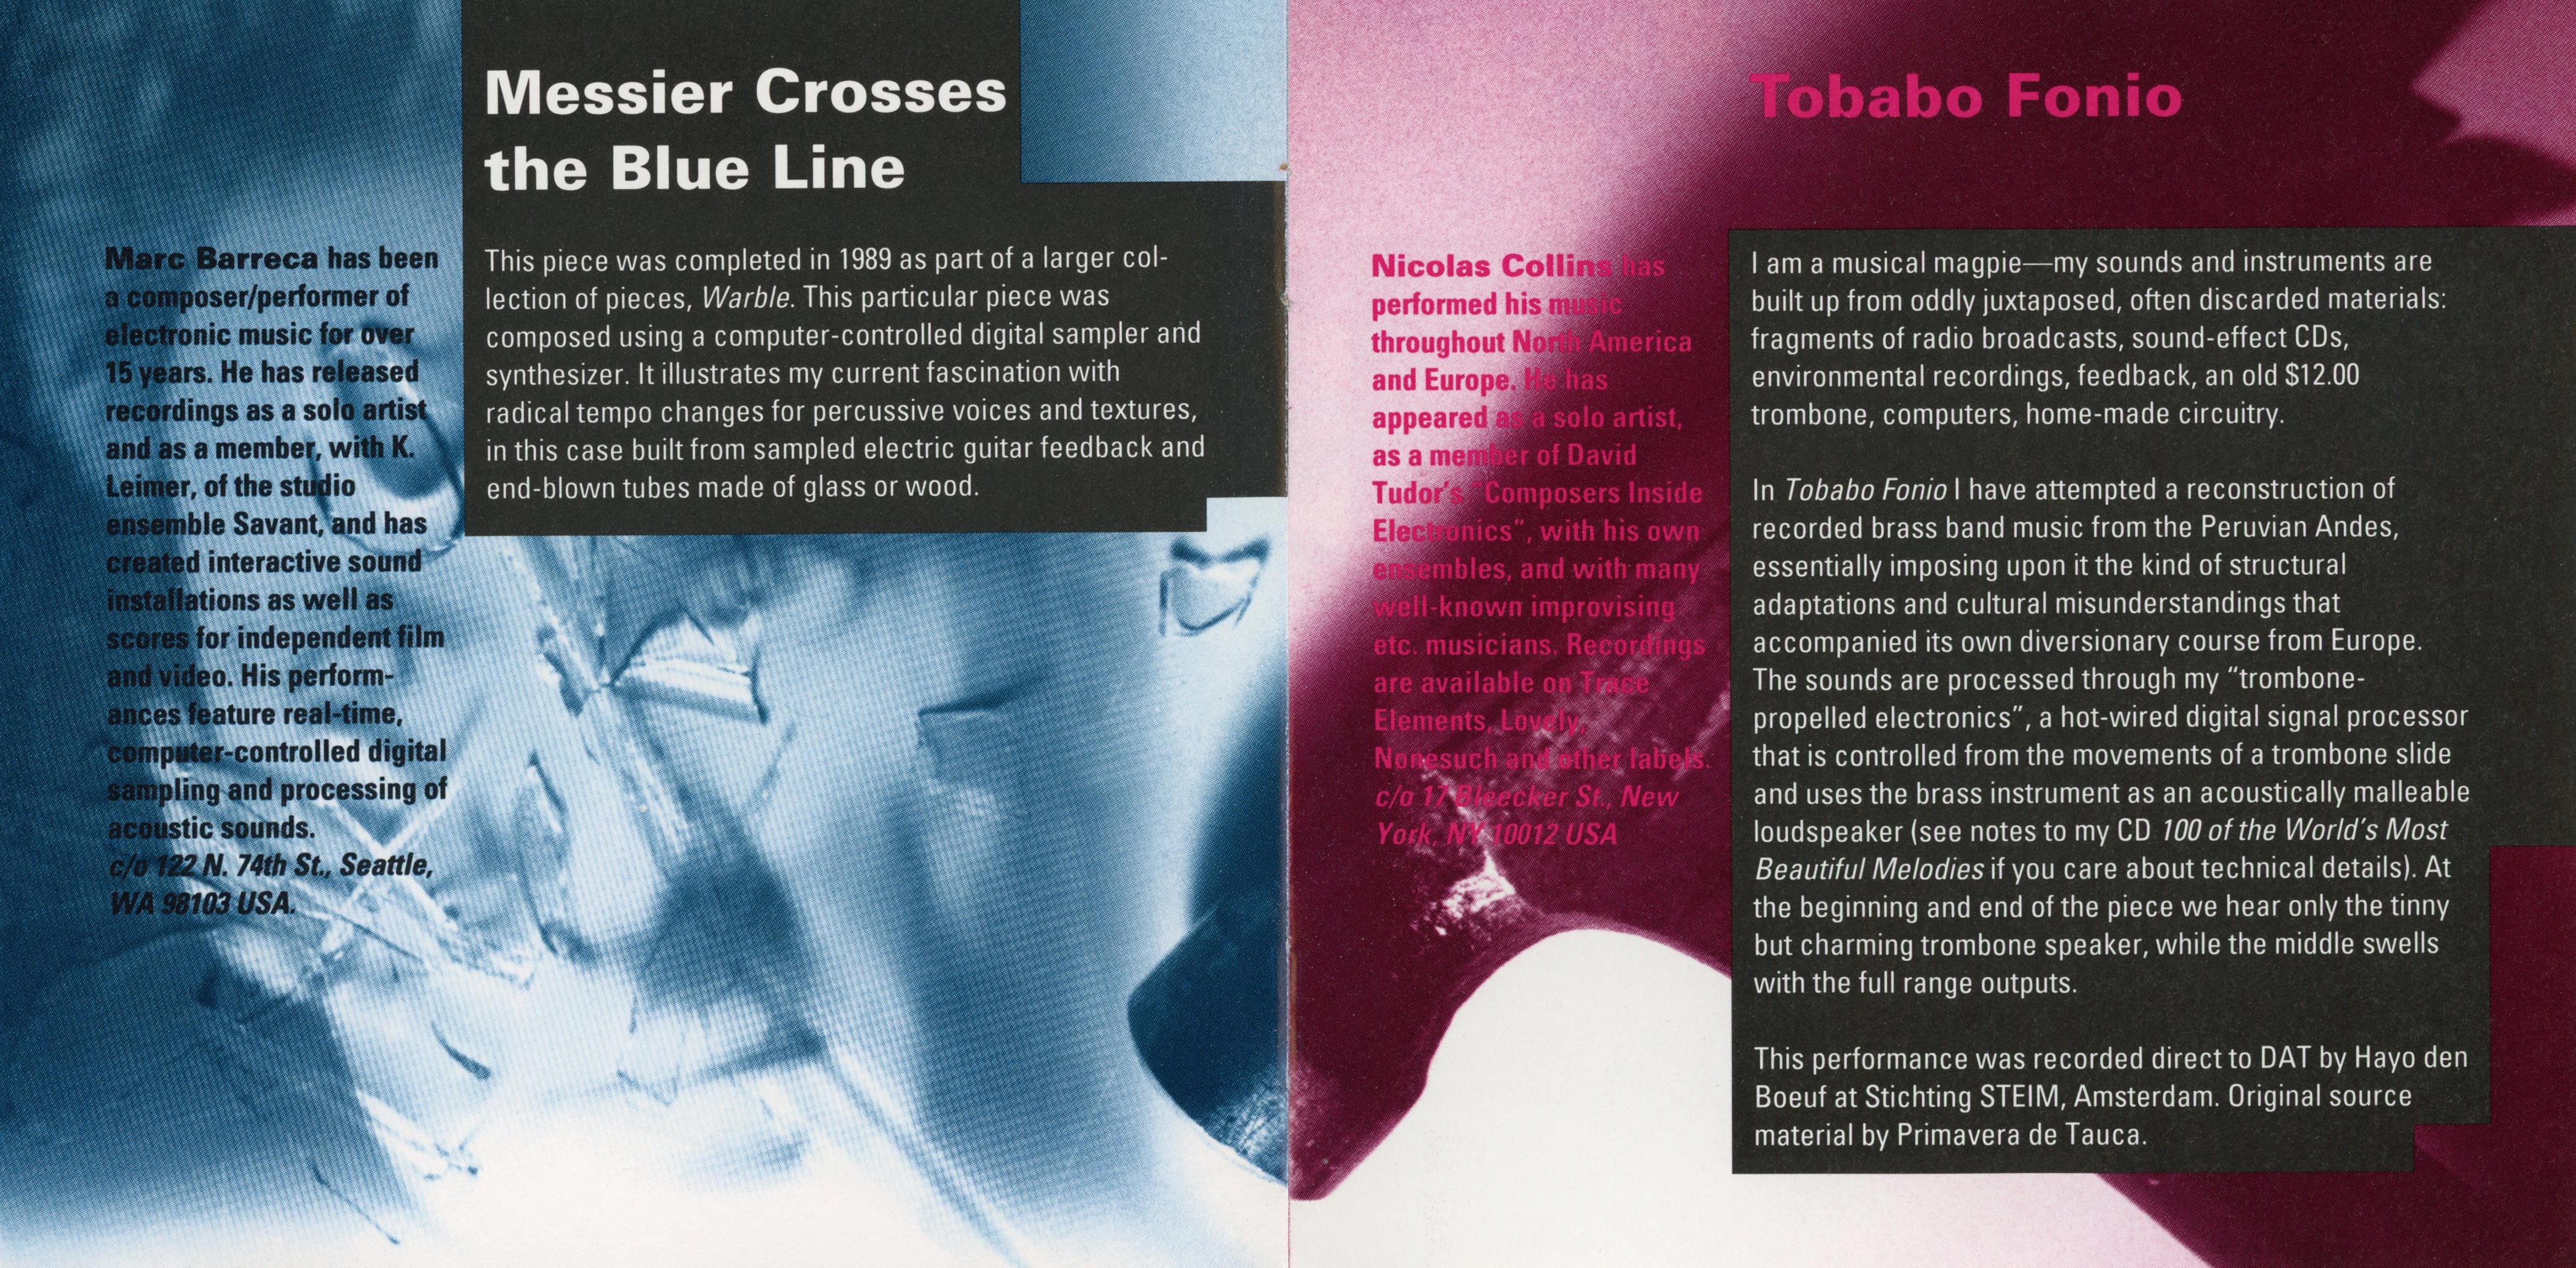 Messier Crosses
the Blue Line
Marc Barreca has been
a composer/performer of
electronic music for over
15 years. He has released
recordings as a solo artist
and as a member, with K.
Leimer, of the studio
ensemble Savant, and has
created interactive sound
installations as well as
scores for independent film
and video. His perform-
ances feature real-time,
computer-controlled digital
sampling and processing of
acoustic sounds.
c/o 122 N. 74th St., Seattle,
WA 98103 USA.
This piece was completed in 1989 as part of a larger col-
lection of pieces, Warble. This particular piece was
composed using a computer-controlled digital sampler and
synthesizer. It illustrates my current fascination with
radical tempo changes for percussive voices and textures,
in this case built from sampled electric guitar feedback and
end-blown tubes made of glass or wood.
Tobabo Fonio
Nicolas Collins has
performed his music
throughout North America
and Europe. He has
appeared as a solo artist,
as a member of David
Tudor's "Composers Inside
Electronics", with his own
ensembles, and with many
well-known improvising
etc. musicians. Recordings
are available on Trace
Elements, Lovely,
Nonesuch and other labels.
c/o 17 Bleecker St., New
York, NY 10012 USA
I am a musical magpie—my sounds and instruments are
built up from oddly juxtaposed, often discarded materials:
fragments of radio broadcasts, sound-effect CDs,
environmental recordings, feedback, an old $12.00
trombone, computers, home-made circuitry.
In Tobabo Fonio I have attempted a reconstruction of
recorded brass band music from the Peruvian Andes,
essentially imposing upon it the kind of structural
adaptations and cultural misunderstandings that
accompanied its own diversionary course from Europe.
The sounds are processed through my “trombone-
propelled electronics”, a hot-wired digital signal processor
that is controlled from the movements of a trombone slide
and uses the brass instrument as an acoustically malleable
loudspeaker (see notes to my CD 100 of the World's Most
Beautiful Melodies if you care about technical details). At
the beginning and end of the piece we hear only the tinny
but charming trombone speaker, while the middle swells
with the full range outputs.
This performance was recorded direct to DAT by Hayo den
Boeuf at Stichting STEIM, Amsterdam. Original source
material by Primavera de Tauca.